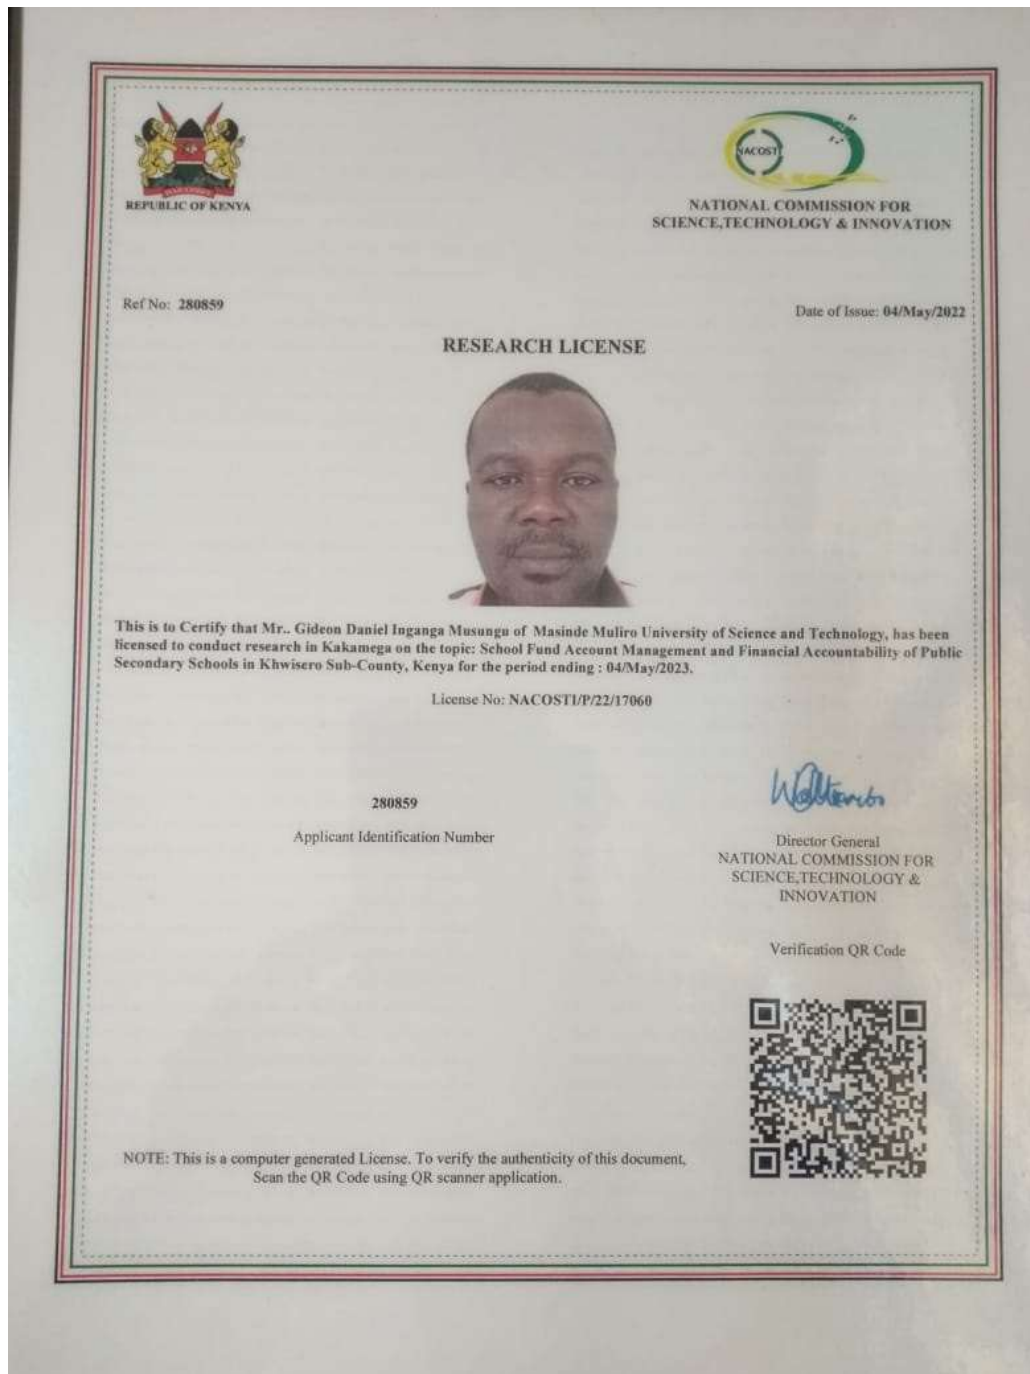 REPUBLIC OF KENYA
NACOSTI
NATIONAL COMMISSION FOR
SCIENCE,TECHNOLOGY & INNOVATION
Ref No: 280859
Date of Issue: 04/May/2022
RESEARCH LICENSE
This is to Certify that Mr.. Gideon Daniel Inganga Musungu of Masinde Muliro University of Science and Technology, has been
licensed to conduct research in Kakamega on the topic: School Fund Account Management and Financial Accountability of Public
Secondary Schools in Khwisero Sub-County, Kenya for the period ending : 04/May/2023.
License No: NACOSTI/P/22/17060
280859
Applicant Identification Number
Director General
NATIONAL COMMISSION FOR
SCIENCE,TECHNOLOGY &
INNOVATION
Verification QR Code
NOTE: This is a computer generated License. To verify the authenticity of this document,
Scan the QR Code using QR scanner application.